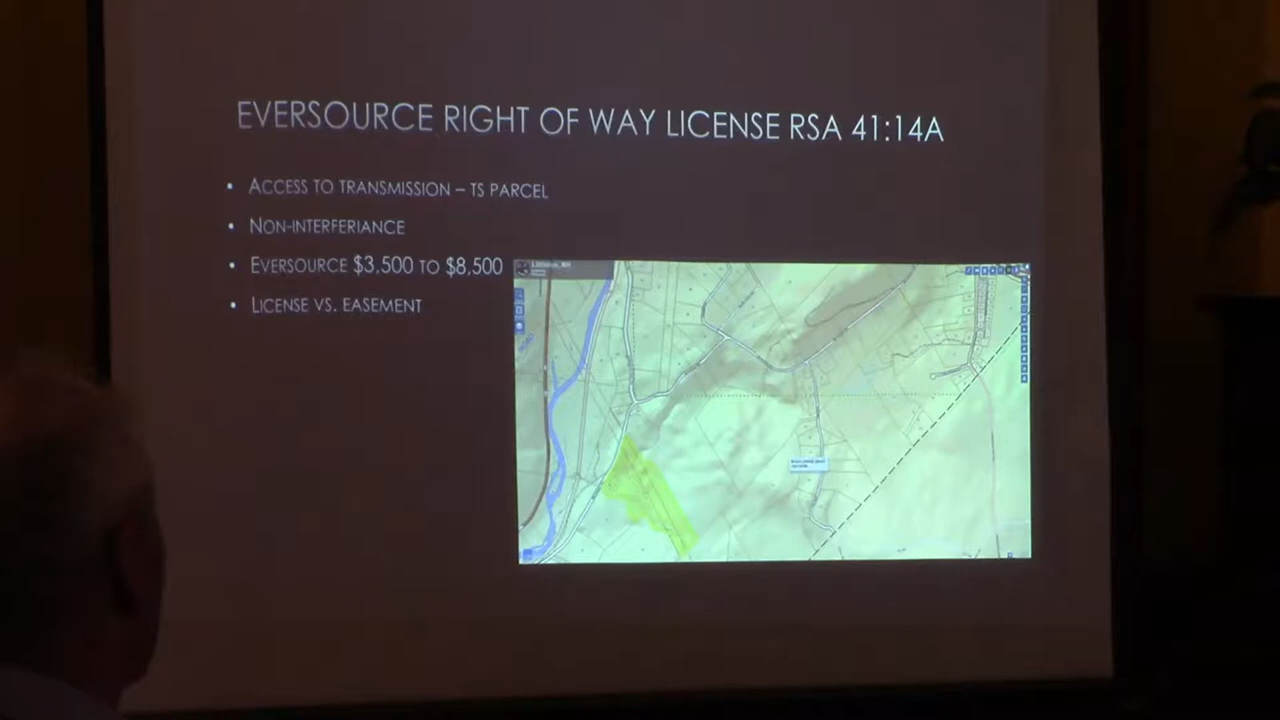 EVERSOURCE RIGHT OF WAY LICENSE RSA 41:14A
• ACCESS TO TRANSMISSION – TS PARCEL
• NON-INTERFERIANCE
• EVERSOURCE $3,500 TO $8,500
• LICENSE VS. EASEMENT